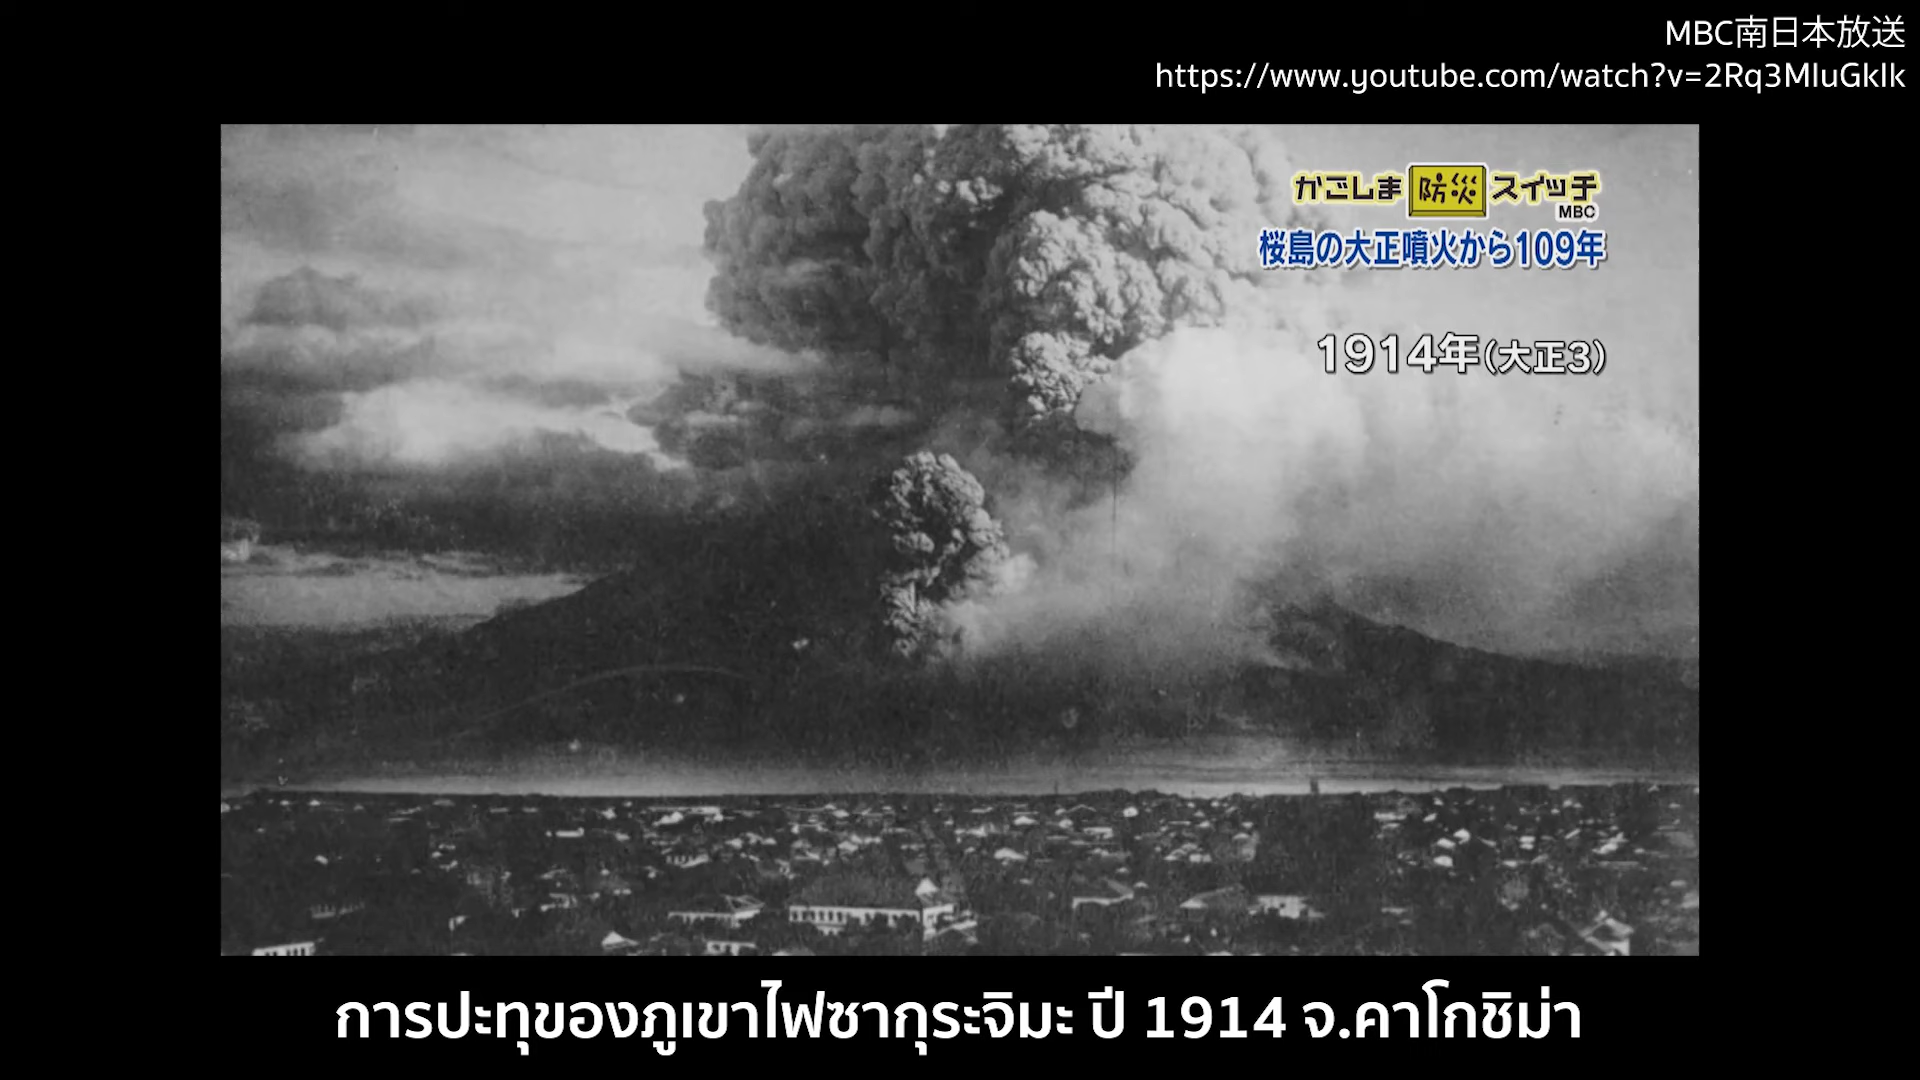 MBC南日本放送
https://www.youtube.com/watch?v=2Rq3MIuGkIk
かごしま防災スイッチ
MBC
桜島の大正噴火から109年
1914年(大正3)
การปะทุของภูเขาไฟซากุระจิมะ ปี 1914 จ.คาโกชิม่า